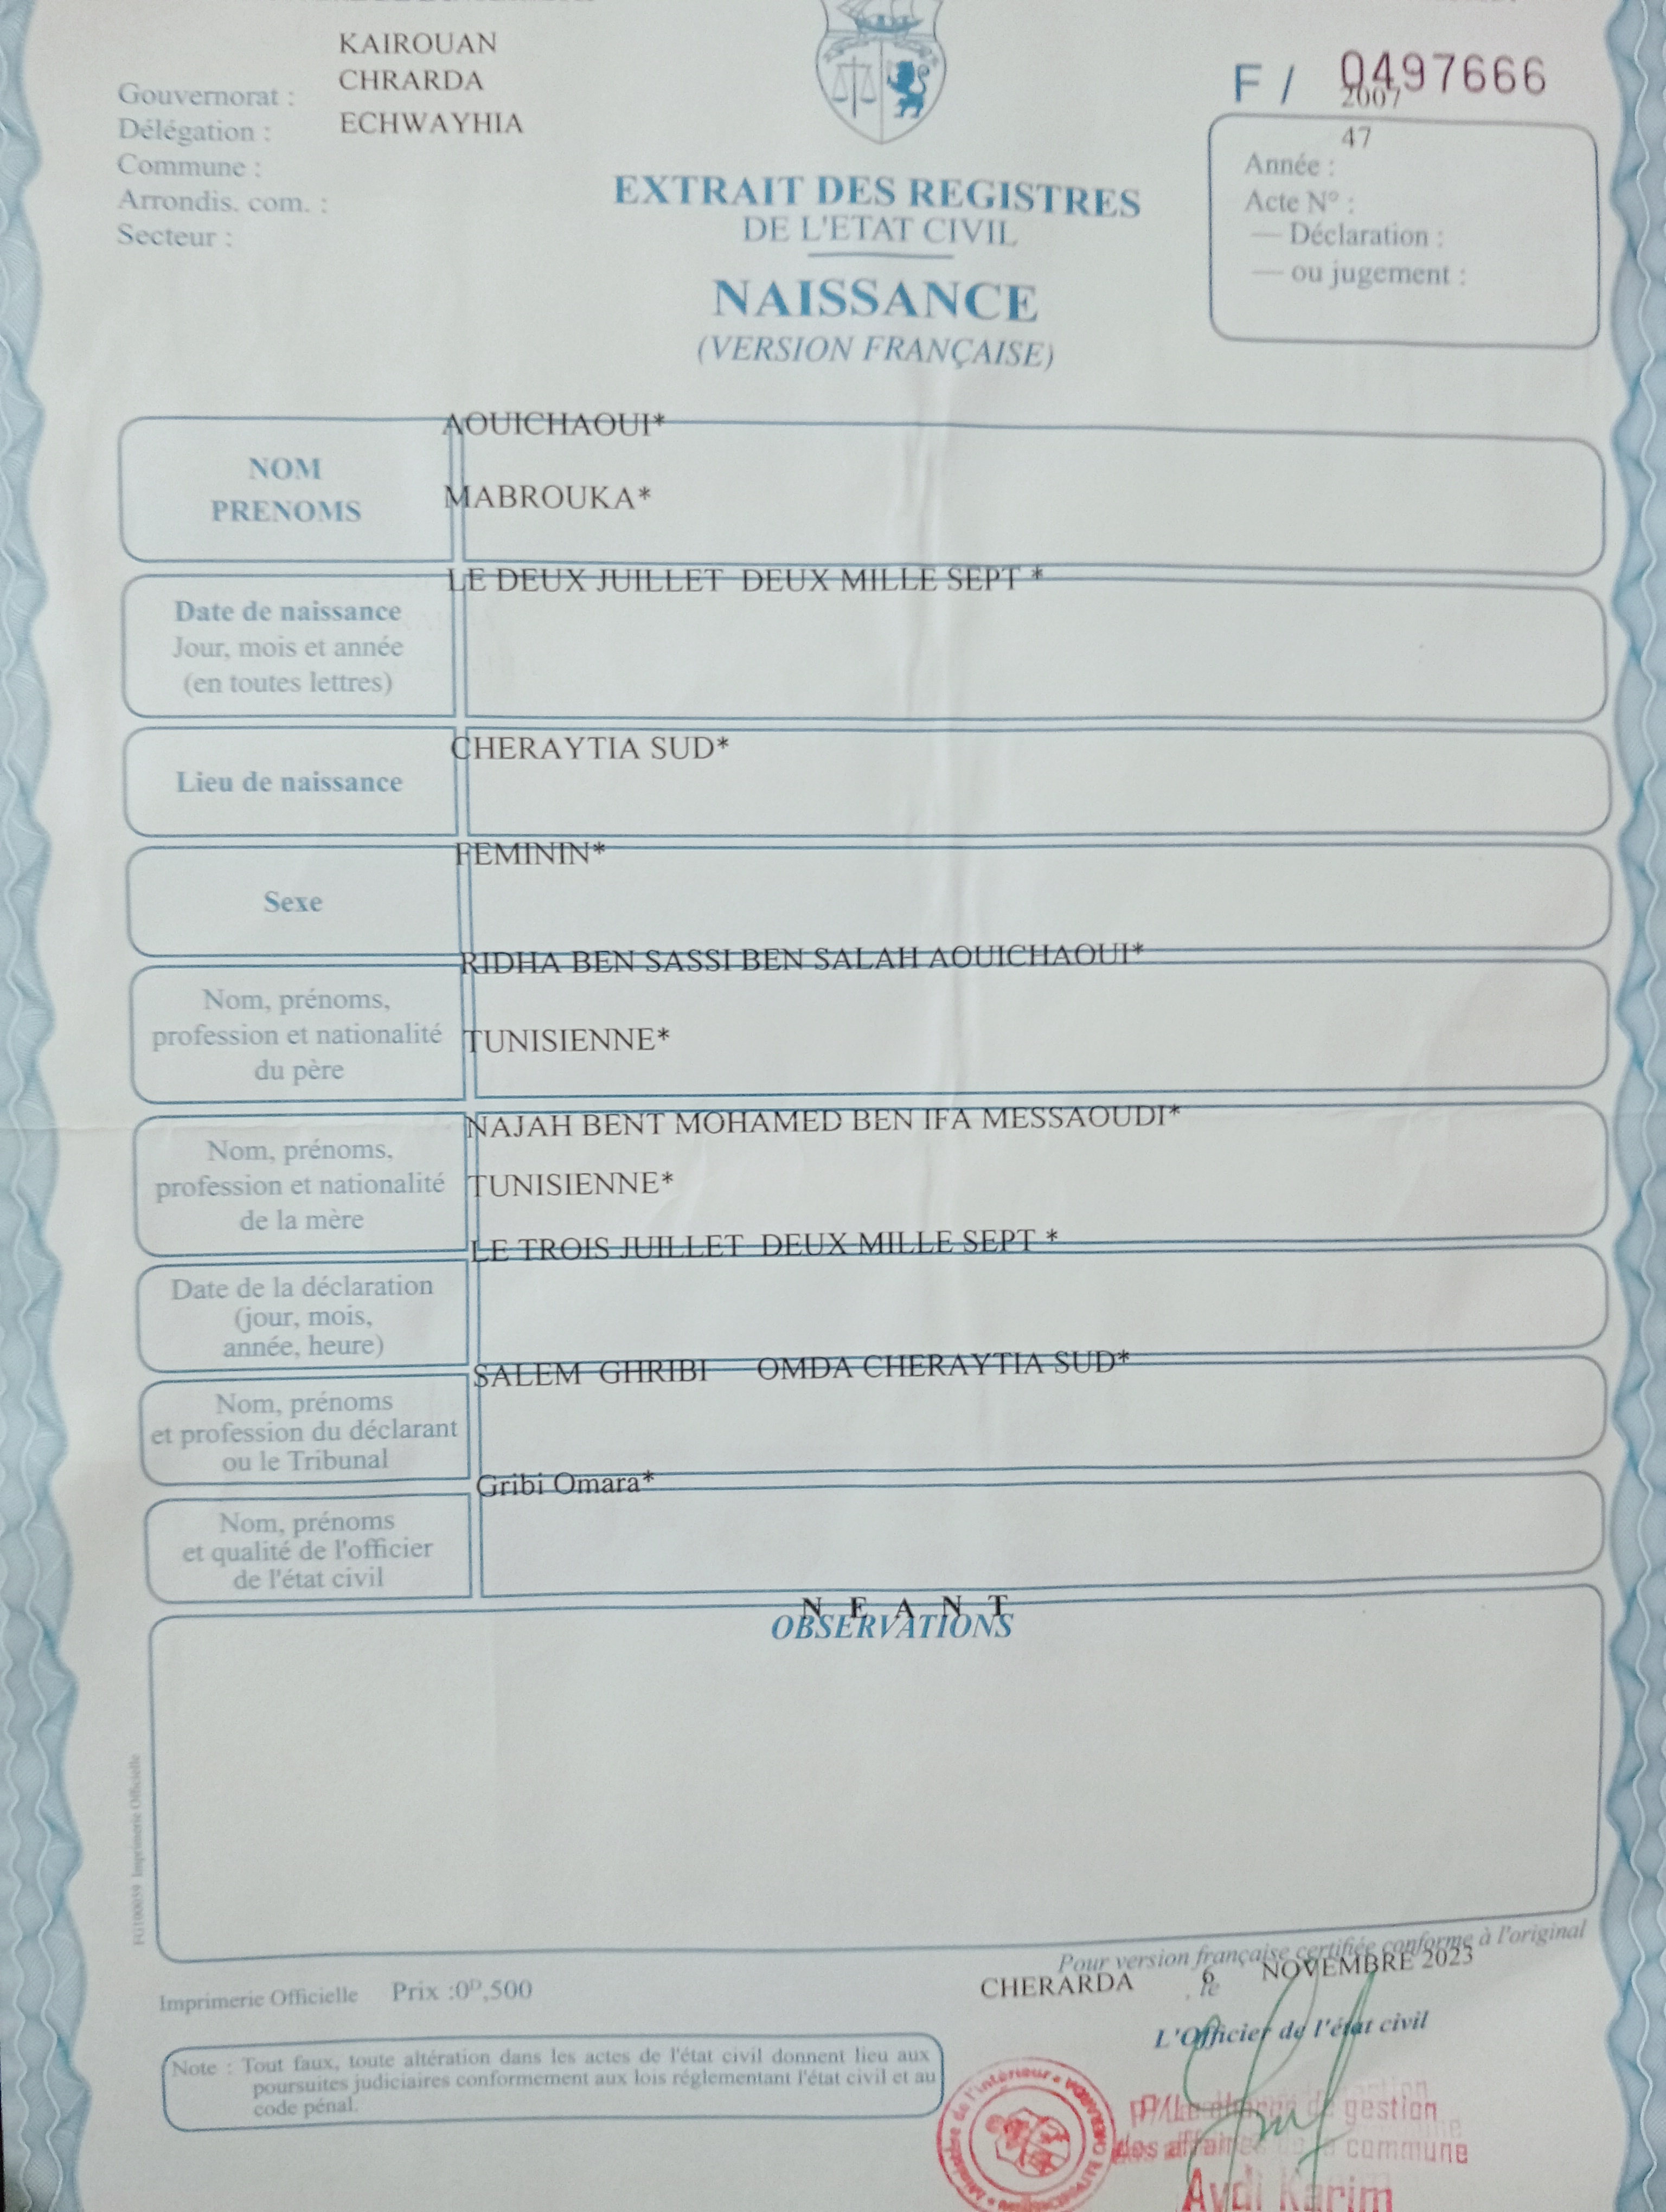 KAIROUAN
CHRARDA
ECHWAYHIA
Gouvernorat :
Délégation :
Commune :
Arrondis. com. :
Secteur :
F / 0497666
2007
47
Année :
Acte N° :
— Déclaration :
— ou jugement :
EXTRAIT DES REGISTRES
DE L'ETAT CIVIL
NAISSANCE
(VERSION FRANÇAISE)
NOM
PRENOMS
AOUICHAOUI*
MABROUKA*
Date de naissance
Jour, mois et année
(en toutes lettres)
LE DEUX JUILLET DEUX MILLE SEPT *
Lieu de naissance
CHERAYTIA SUD*
Sexe
FEMININ*
Nom, prénoms,
profession et nationalité
du père
RIDHA BEN SASSI BEN SALAH AOUICHAOUI*
TUNISIENNE*
Nom, prénoms,
profession et nationalité
de la mère
NAJAH BENT MOHAMED BEN IFA MESSAOUDI*
TUNISIENNE*
Date de la déclaration
(jour, mois,
année, heure)
LE TROIS JUILLET DEUX MILLE SEPT *
Nom, prénoms
et profession du déclarant
ou le Tribunal
SALEM GHRIBI OMDA CHERAYTIA SUD*
Nom, prénoms
et qualité de l'officier
de l'état civil
Gribi Omara*
N E A N T
OBSERVATIONS
FG100059 Imprimerie Officielle
Pour version française certifiée conforme à l'original
CHERARDA , le 6 NOVEMBRE 2023
Imprimerie Officielle Prix :0ᴰ,500
L'Officier de l'état civil
Note : Tout faux, toute altération dans les actes de l'état civil donnent lieu aux
poursuites judiciaires conformement aux lois réglementant l'état civil et au
code pénal.
de l'intérieur
gestion
des affaires commune
Aydi Karim